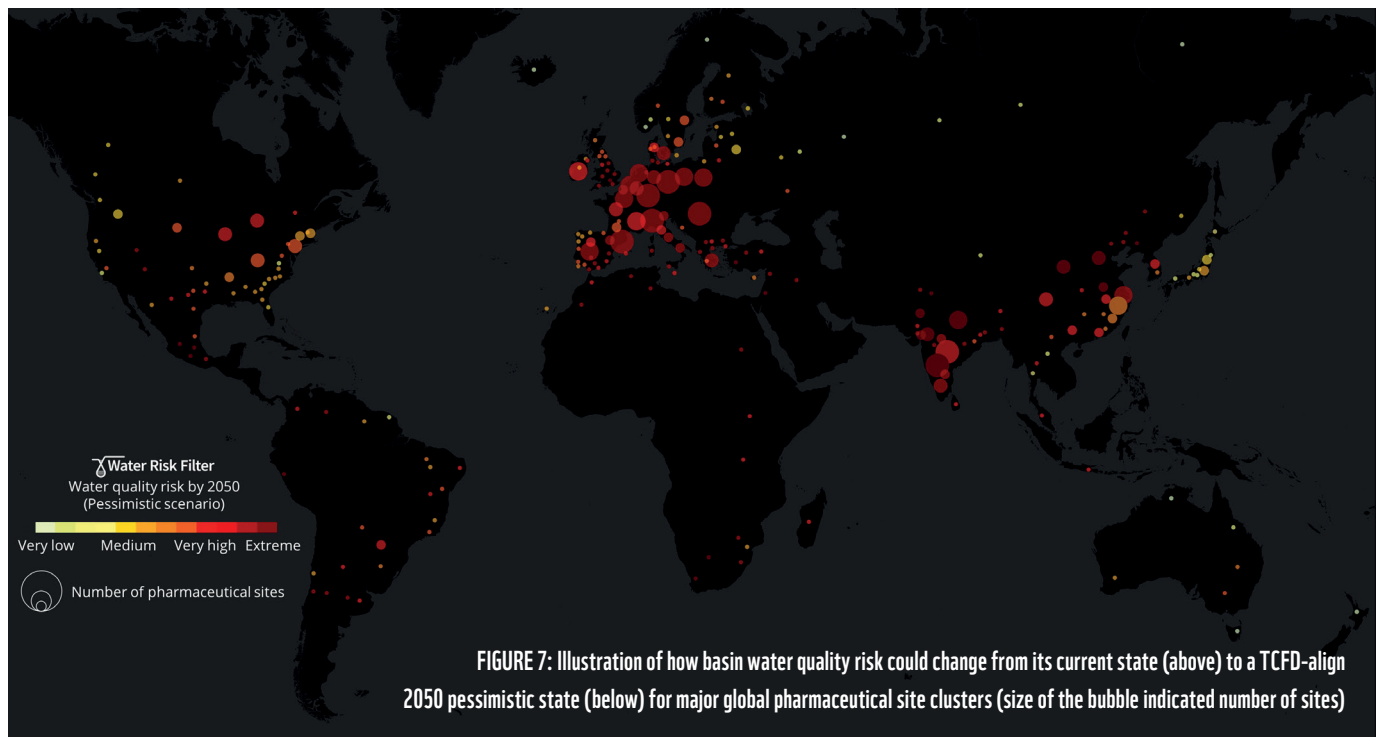 Water Risk Filter
Water quality risk by 2050
(Pessimistic scenario)
Very low Medium Very high Extreme
Number of pharmaceutical sites
FIGURE 7: Illustration of how basin water quality risk could change from its current state (above) to a TCFD-align
2050 pessimistic state (below) for major global pharmaceutical site clusters (size of the bubble indicated number of sites)